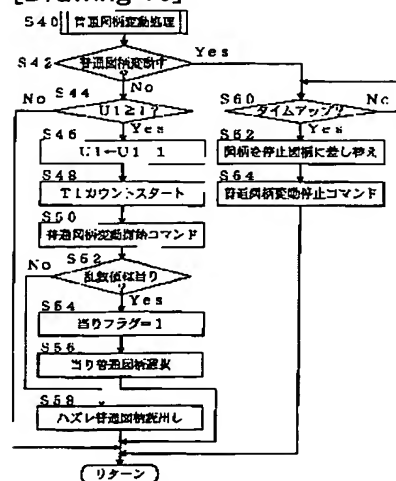 [Drawing 10]
S40 普通図柄変動処理
S42 普通図柄変動中? Yes
No
S44 U1≧1? No
Yes
S46 U1←U1-1
S48 T1カウントスタート
S50 普通図柄変動開始コマンド
S52 乱数値は当り? No
Yes
S54 当りフラグ=1
S56 当り普通図柄選択
S58 ハズレ普通図柄
S60 タイムアップ? No
Yes
S62 図柄を停止図柄に差し替え
S64 普通図柄変動停止コマンド
リターン